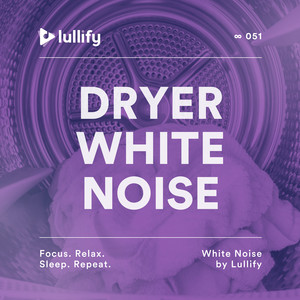 lullify
∞ 051
DRYER
WHITE
NOISE
Focus. Relax.
Sleep. Repeat.
White Noise
by Lullify